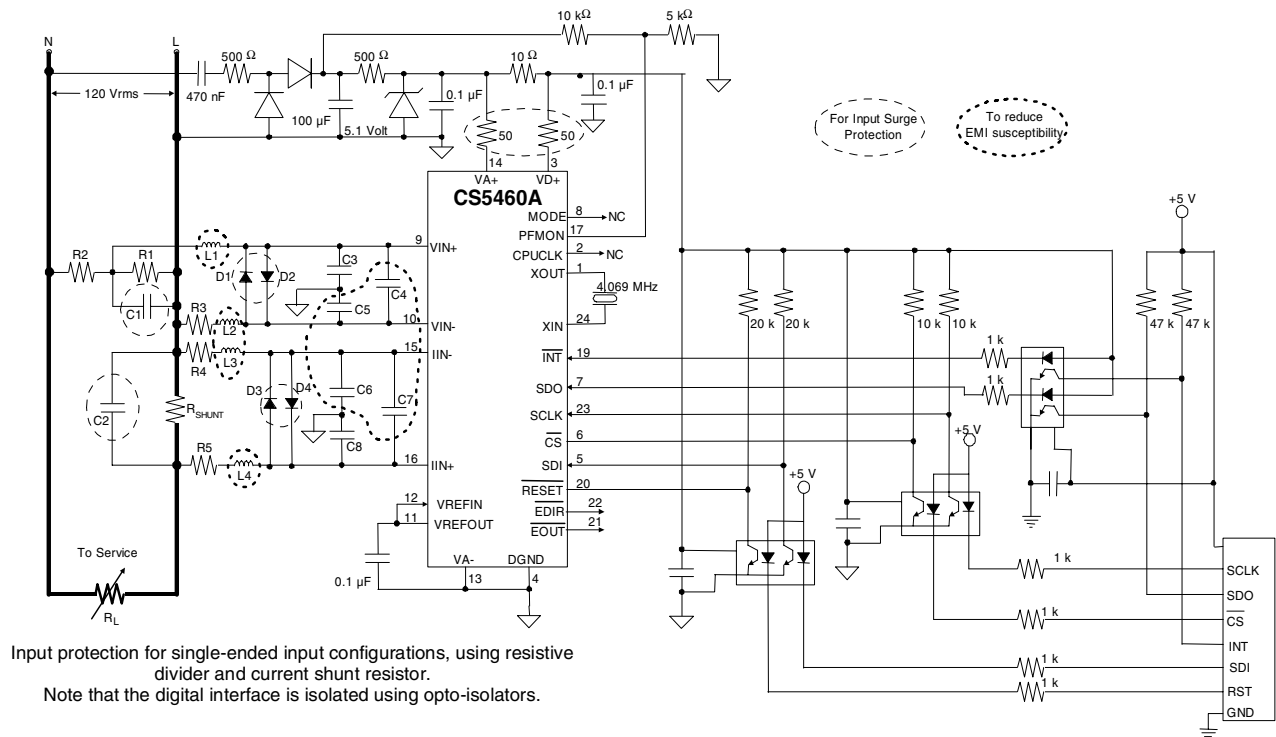 10 kΩ
5 kΩ
N
L
500 Ω
500 Ω
10 Ω
120 Vrms
470 nF
100 µF
5.1 Volt
0.1 µF
0.1 µF
50
50
For Input Surge
Protection
To reduce
EMI susceptibility
14
3
VA+
VD+
CS5460A
MODE
8
NC
PFMON
17
CPUCLK
2
NC
XOUT
1
4.069 MHz
XIN
24
INT
19
SDO
7
SCLK
23
CS
6
SDI
5
RESET
20
EDIR
22
EOUT
21
9
VIN+
10
VIN-
15
IIN-
16
IIN+
12
VREFIN
11
VREFOUT
VA-
DGND
13
4
0.1 µF
R2
R1
C1
L1
D1
D2
C3
C4
C5
R3
L2
R4
L3
D3
D4
C6
C7
C8
C2
RSHUNT
R5
L4
To Service
RL
20 k
20 k
10 k
10 k
47 k
47 k
+5 V
1 k
1 k
+5 V
+5 V
1 k
1 k
1 k
1 k
SCLK
SDO
CS
INT
SDI
RST
GND
Input protection for single-ended input configurations, using resistive
divider and current shunt resistor.
Note that the digital interface is isolated using opto-isolators.